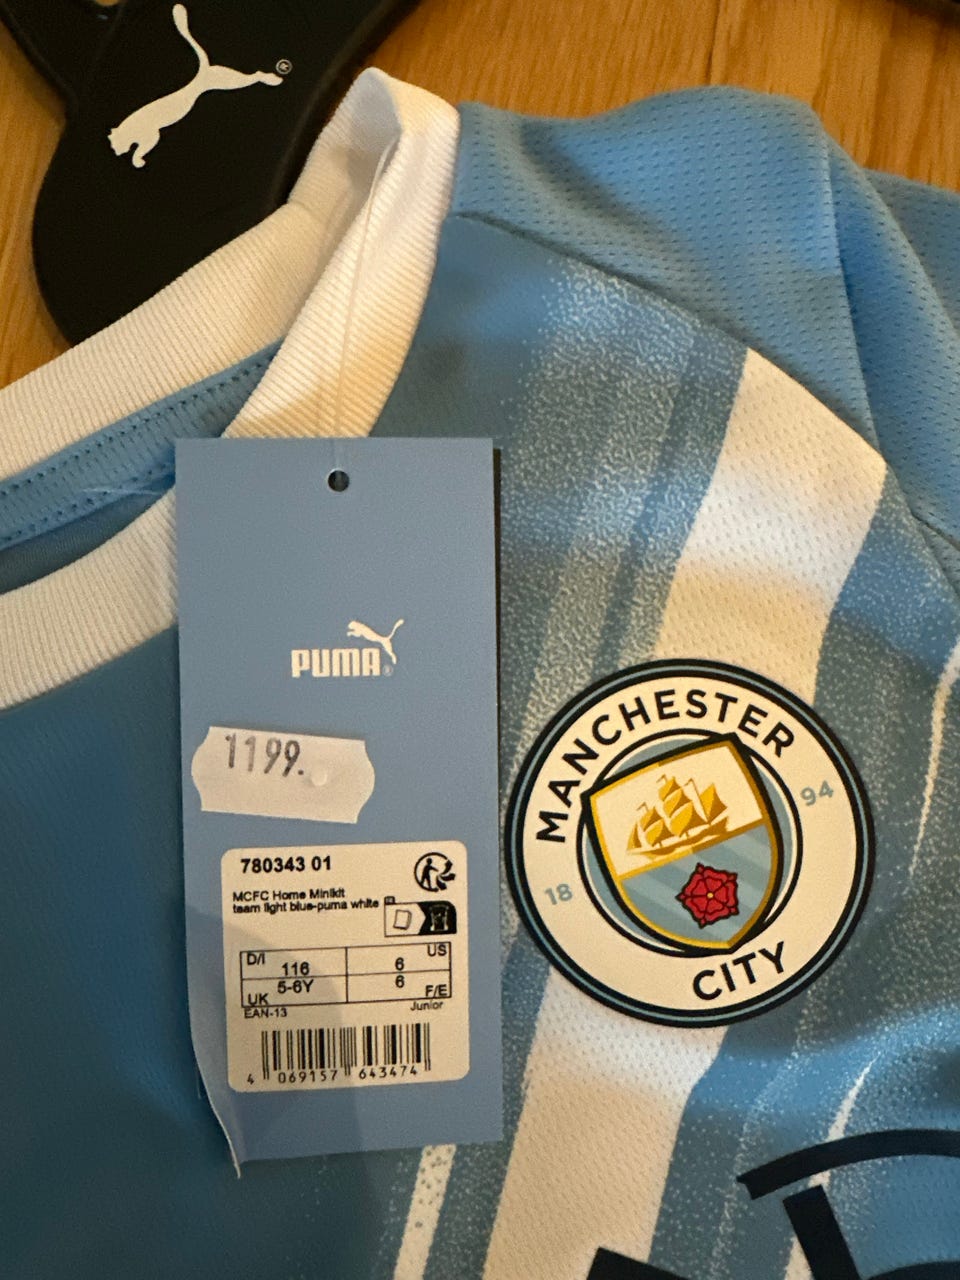 ®
PUMA®
1199.
780343 01
MCFC Home Minikit
team light blue-puma white
D/I 116 6 US
UK 5-6Y 6 F/E
EAN-13 Junior
4 069157 643474
MANCHESTER
18 94
CITY